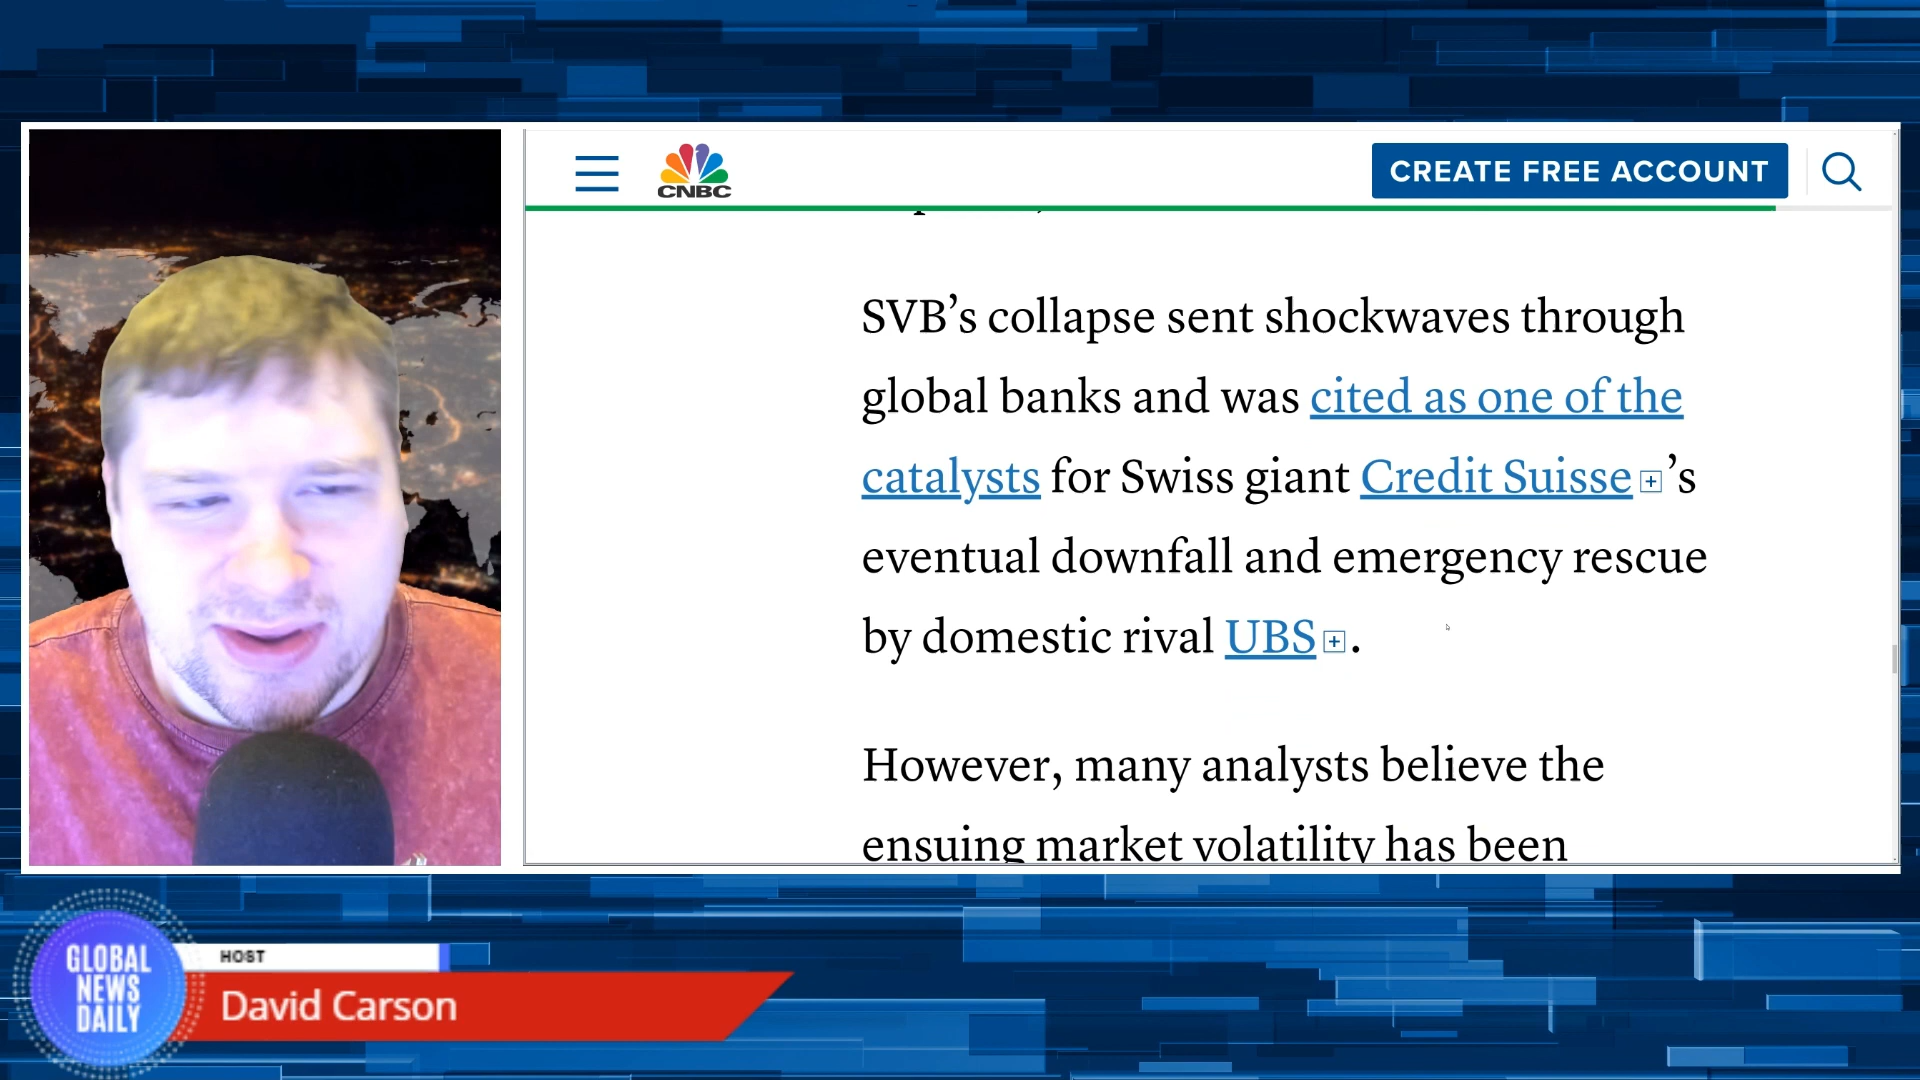 CNBC
CREATE FREE ACCOUNT
SVB’s collapse sent shockwaves through
global banks and was cited as one of the
catalysts for Swiss giant Credit Suisse’s
eventual downfall and emergency rescue
by domestic rival UBS.
However, many analysts believe the
ensuing market volatility has been
GLOBAL
NEWS
DAILY
HOST
David Carson